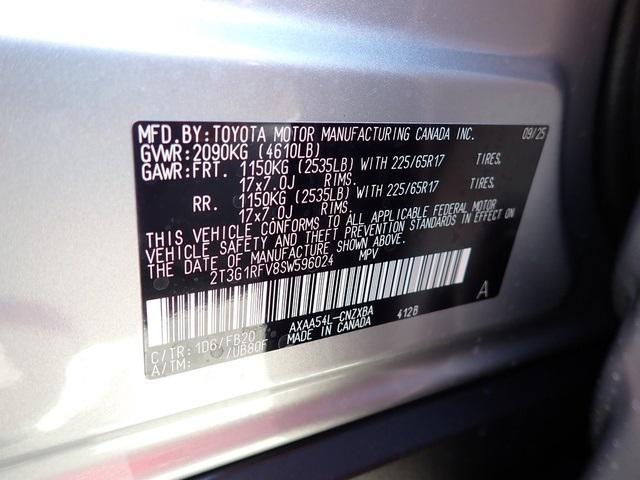 MFD.BY:TOYOTA MOTOR MANUFACTURING CANADA INC. 09/25
GVWR:2090KG (4610LB)
GAWR:FRT. 1150KG (2535LB) WITH 225/65R17 TIRES,
17x7.0J RIMS.
RR. 1150KG (2535LB) WITH 225/65R17 TIRES,
17x7.0J RIMS.
THIS VEHICLE CONFORMS TO ALL APPLICABLE FEDERAL MOTOR
VEHICLE SAFETY AND THEFT PREVENTION STANDARDS IN EFFECT ON
THE DATE OF MANUFACTURE SHOWN ABOVE.
2T3G1RFV8SW596024 MPV
A
C/TR: 1D6/FB20 AXAA54L-CNZXBA 412B
A/TM: /UB80F MADE IN CANADA